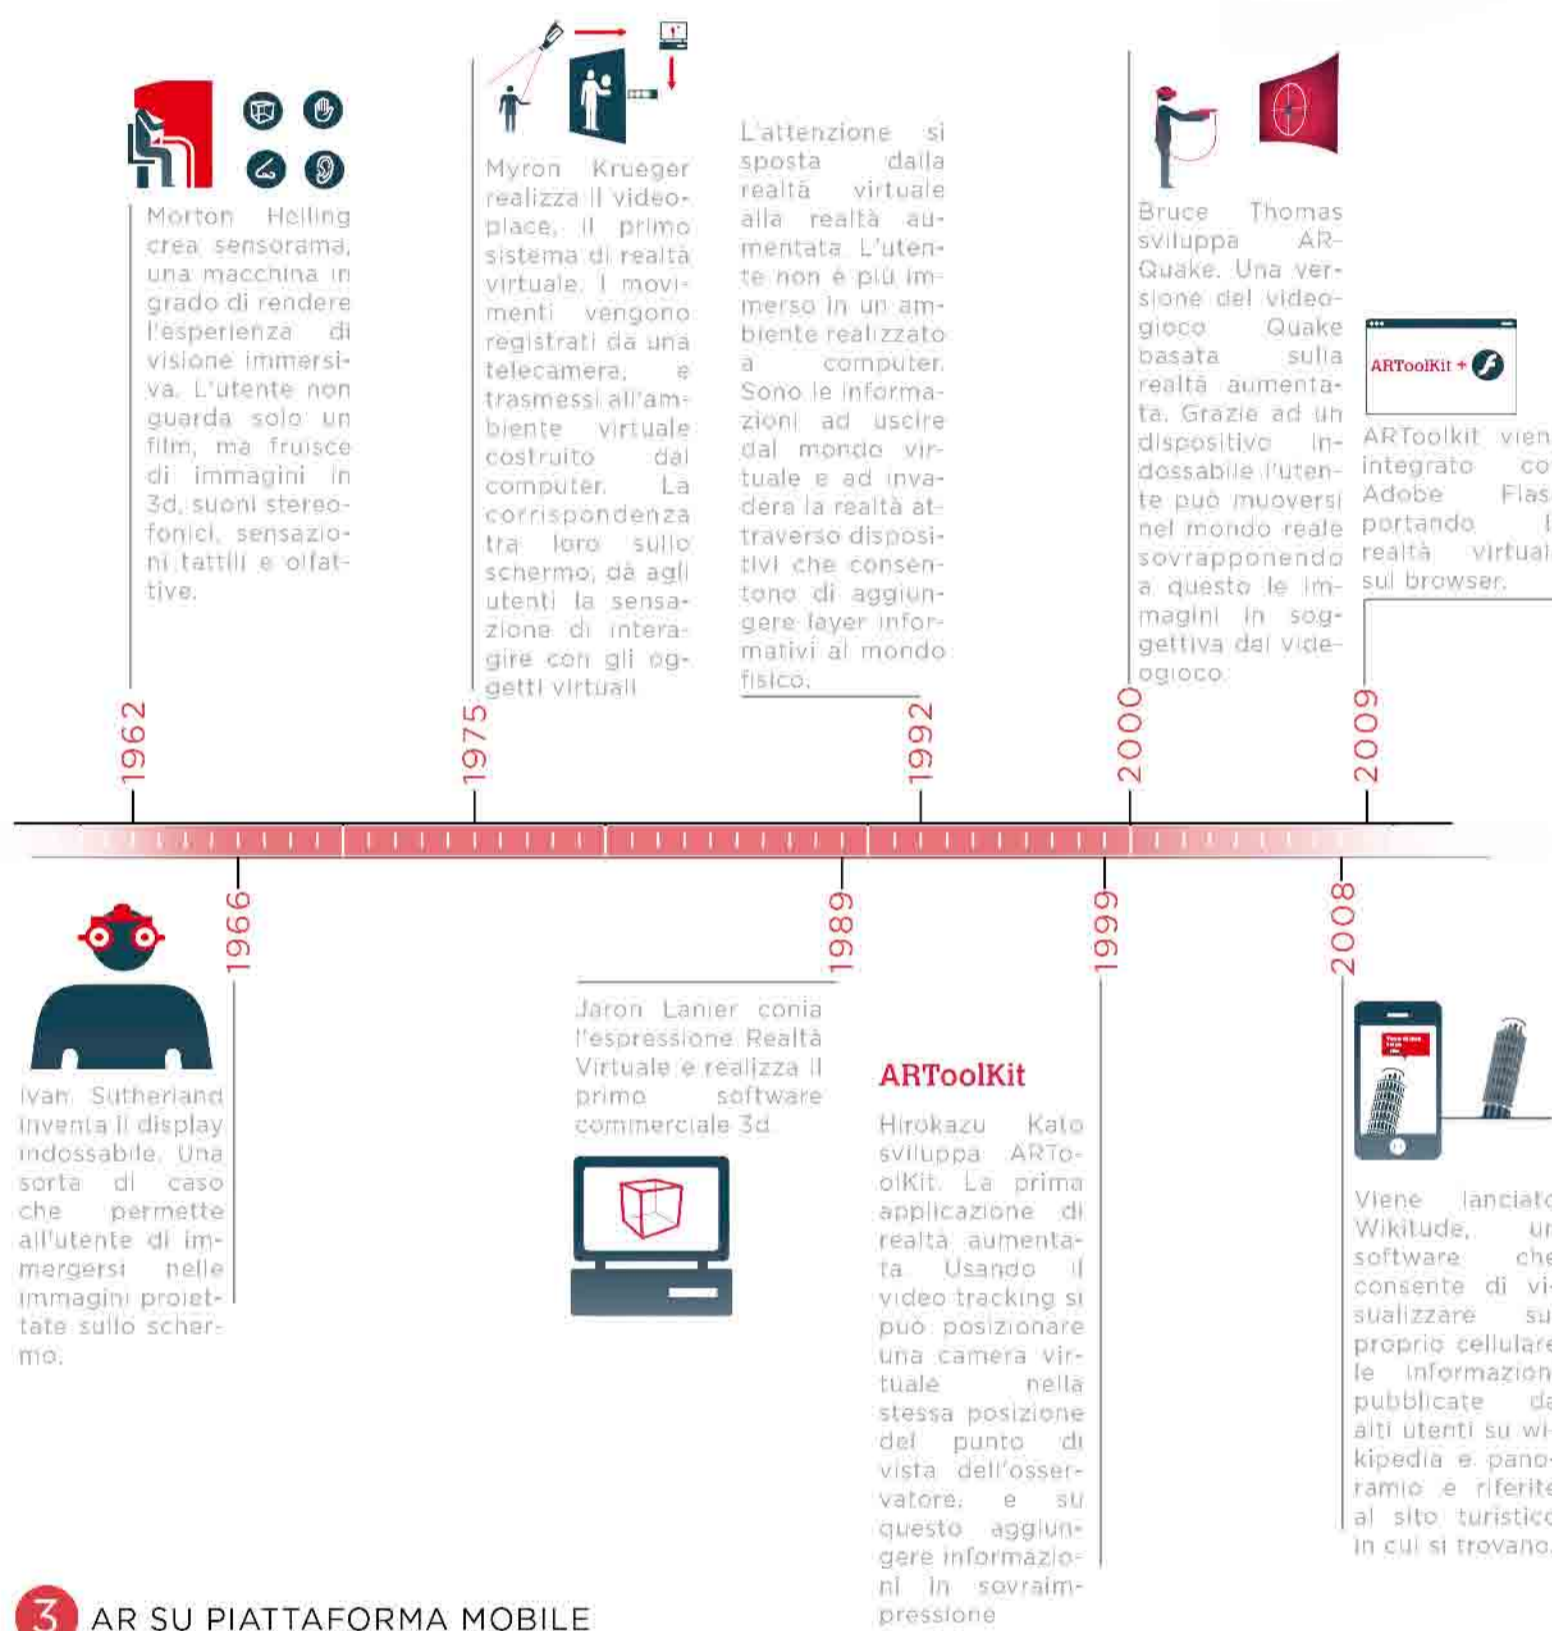 Morton Heiling
crea sensorama,
una macchina in
grado di rendere
l'esperienza di
visione immersi-
va. L'utente non
guarda solo un
film, ma fruisce
di immagini in
3d, suoni stereo-
fonici, sensazio-
ni tattili e olfat-
tive.
1962
Myron Krueger
realizza il video-
place, il primo
sistema di realtà
virtuale. I movi-
menti vengono
registrati da una
telecamera, e
trasmessi all'am-
biente virtuale
costruito dal
computer. La
corrispondenza
tra loro sullo
schermo, dà agli
utenti la sensa-
zione di intera-
gire con gli og-
getti virtuali
1975
L'attenzione si
sposta dalla
realtà virtuale
alla realtà au-
mentata. L'uten-
te non è più im-
merso in un am-
biente realizzato
a computer.
Sono le informa-
zioni ad uscire
dal mondo vir-
tuale e ad inva-
dera la realtà at-
traverso disposi-
tivi che consen-
tono di aggiun-
gere layer infor-
mativi al mondo
fisico.
1992
Bruce Thomas
sviluppa AR-
Quake. Una ver-
sione del video-
gioco Quake
basata sulla
realtà aumenta-
ta. Grazie ad un
dispositivo in-
dossabile l'uten-
te può muoversi
nel mondo reale
sovrapponendo
a questo le im-
magini in sog-
gettiva del vide-
ogioco.
2000
ARToolKit +
ARToolkit vien
integrato co
Adobe Flas
portando l
realtà virtual
sul browser.
2009
1966
Ivan Sutherland
inventa il display
indossabile. Una
sorta di caso
che permette
all'utente di im-
mergersi nelle
immagini proiet-
tate sullo scher-
mo.
1989
Jaron Lanier conia
l'espressione Realtà
Virtuale e realizza il
primo software
commerciale 3d
1999
ARToolKit
Hirokazu Kato
sviluppa ARTo-
olKit. La prima
applicazione di
realtà aumenta-
ta Usando il
video tracking si
può posizionare
una camera vir-
tuale nella
stessa posizione
del punto di
vista dell'osser-
vatore, e su
questo aggiun-
gere informazio-
ni in sovraim-
pressione
2008
Viene lanciato
Wikitude, un
software che
consente di vi-
sualizzare su
proprio cellulare
le informazion
pubblicate da
alti utenti su wi-
kipedia e pano-
ramio e riferite
al sito turistico
in cui si trovano.
3 AR SU PIATTAFORMA MOBILE